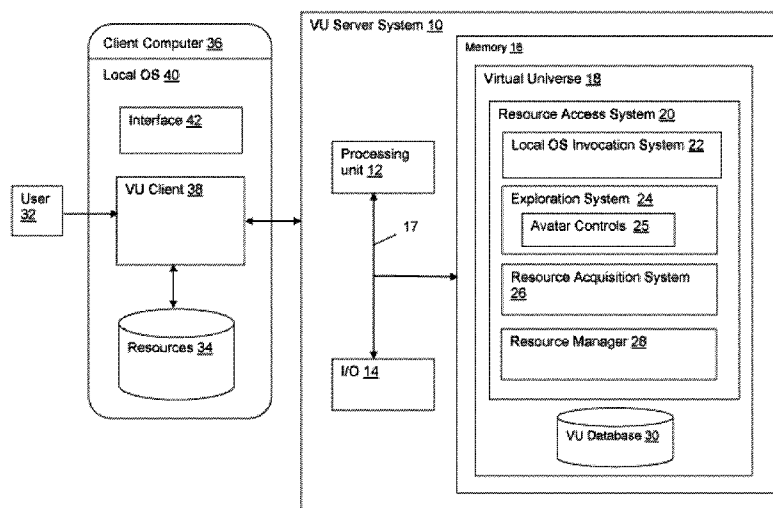 Client Computer 36
Local OS 40
Interface 42
VU Client 38
User
32
Resources 34
VU Server System 10
Processing
unit 12
17
I/O 14
Memory 16
Virtual Universe 18
Resource Access System 20
Local OS Invocation System 22
Exploration System 24
Avatar Controls 25
Resource Acquisition System
26
Resource Manager 28
VU Database 30